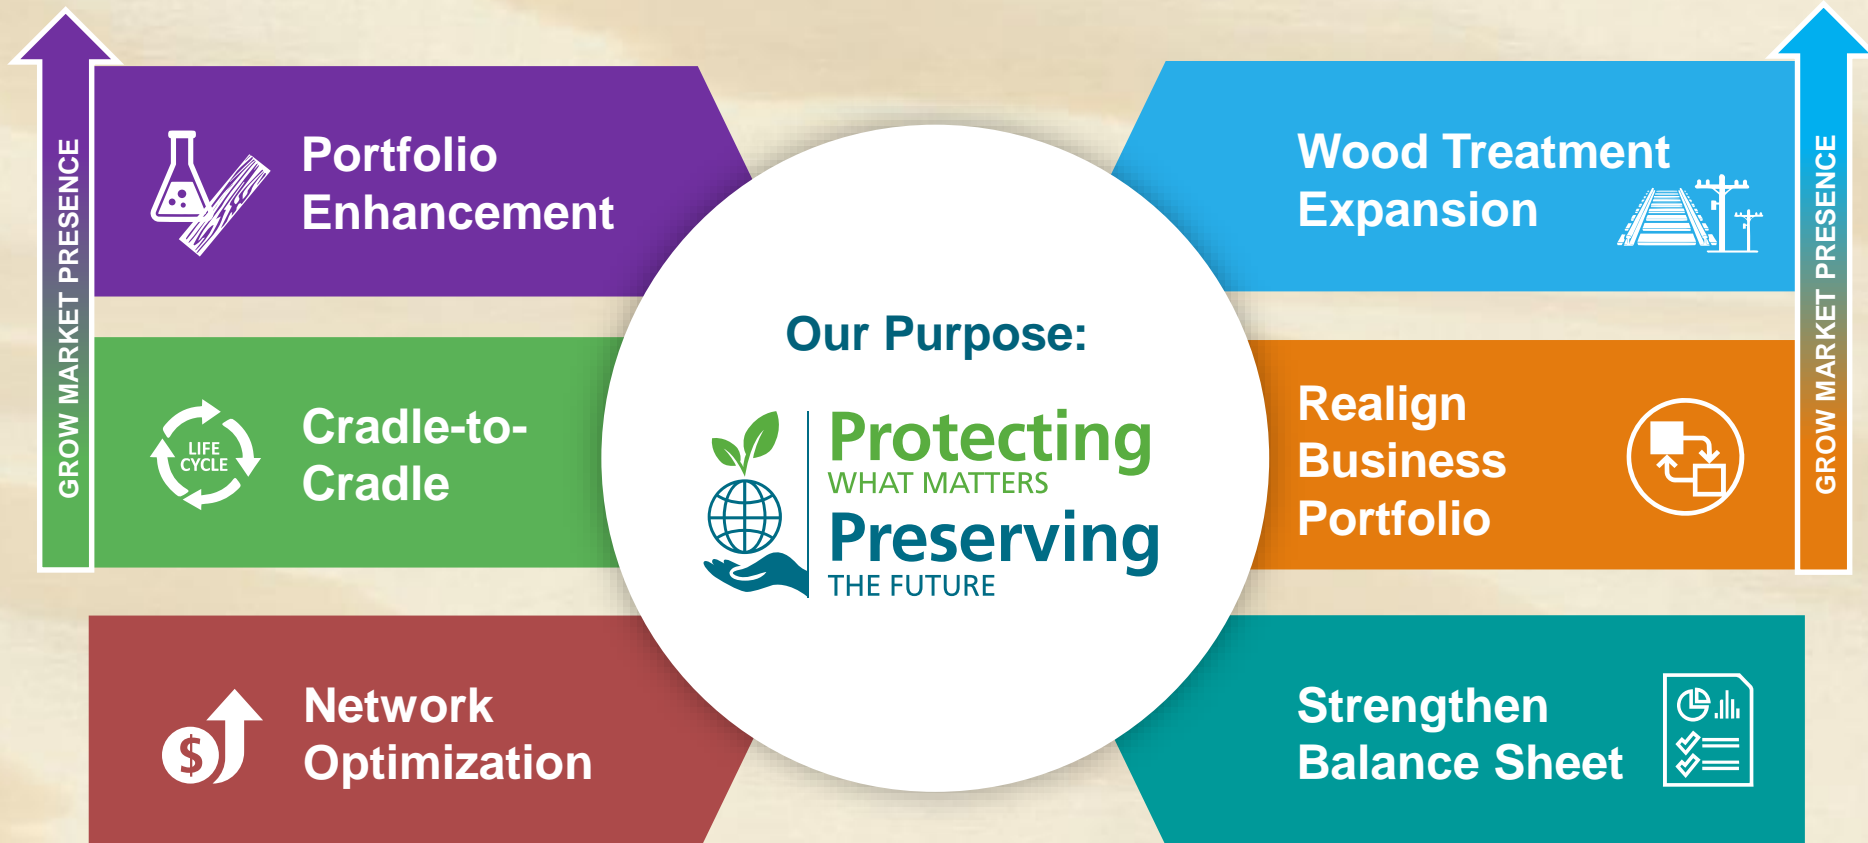 GROW MARKET PRESENCE
Portfolio
Enhancement
LIFE
CYCLE
Cradle-to-
Cradle
$
Network
Optimization
Our Purpose:
Protecting
WHAT MATTERS
Preserving
THE FUTURE
Wood Treatment
Expansion
Realign
Business
Portfolio
Strengthen
Balance Sheet
GROW MARKET PRESENCE